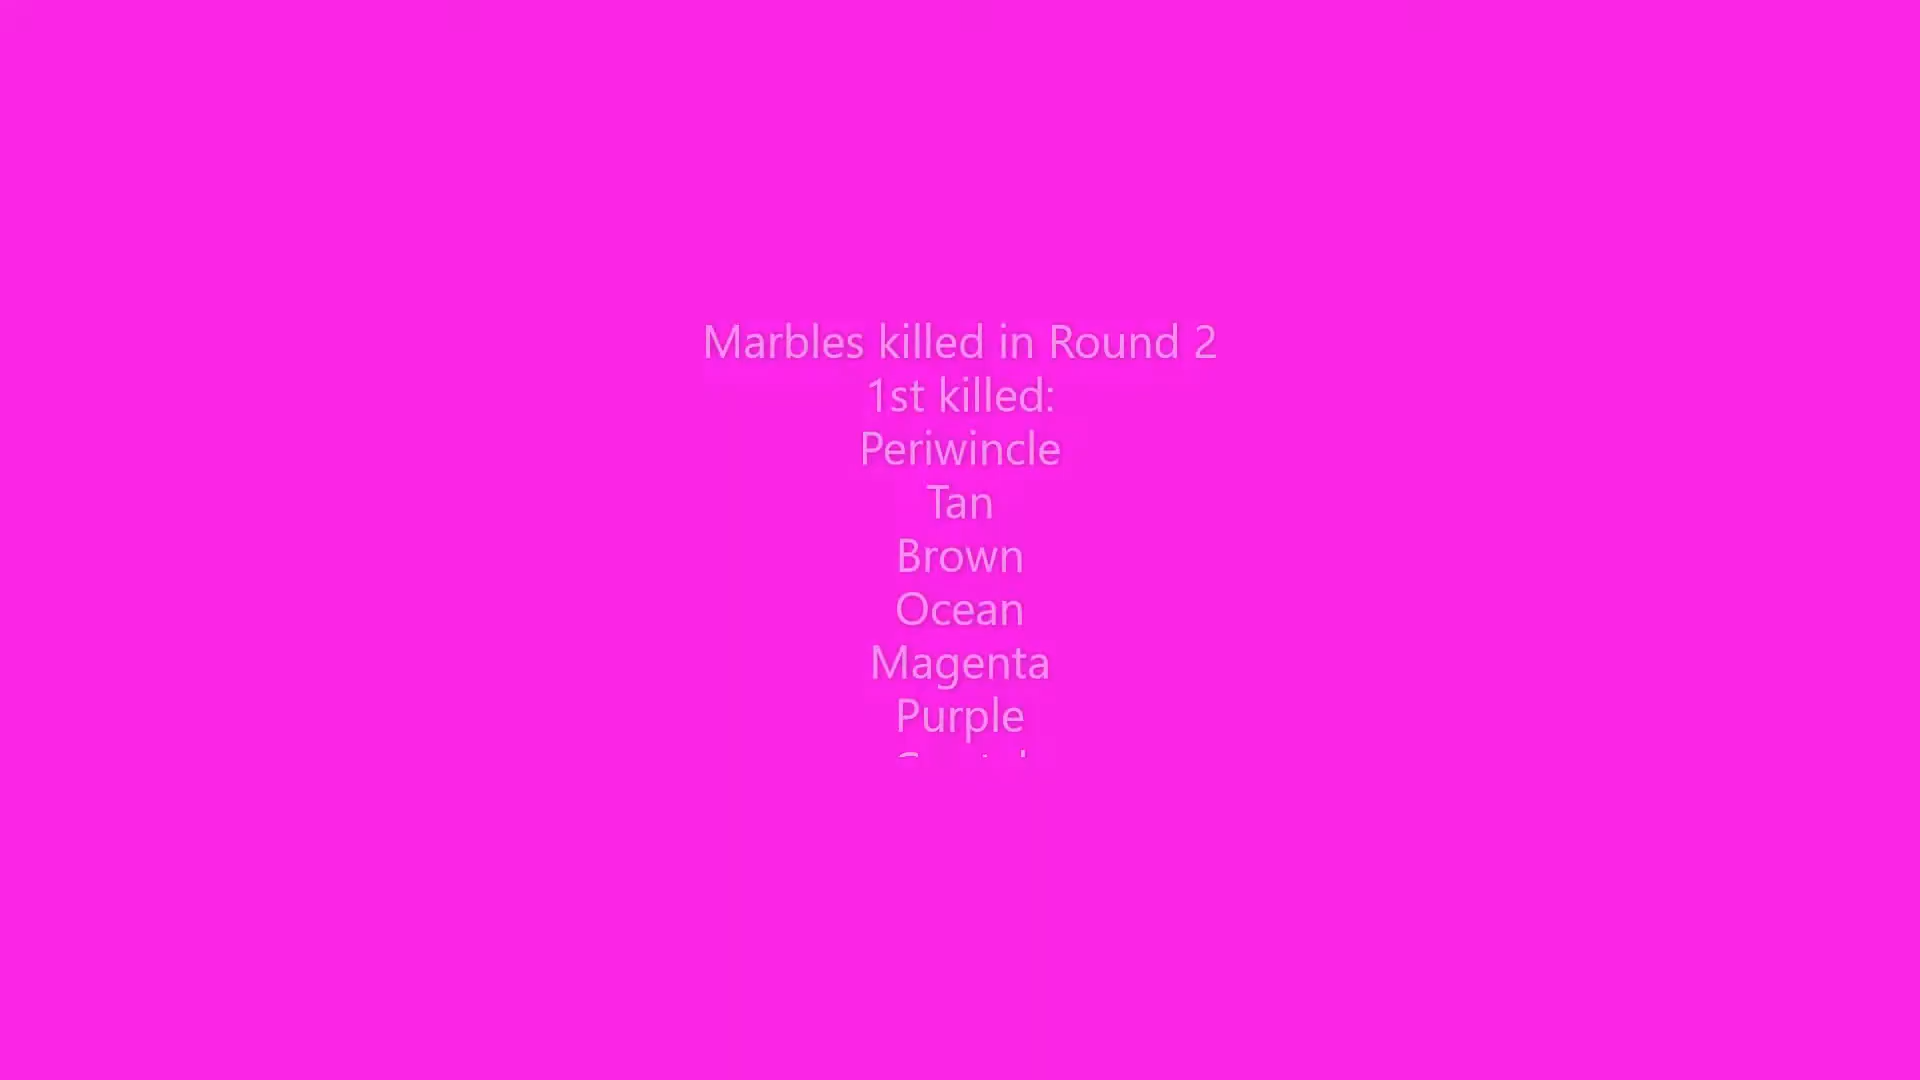 Marbles killed in Round 2
1st killed:
Periwincle
Tan
Brown
Ocean
Magenta
Purple